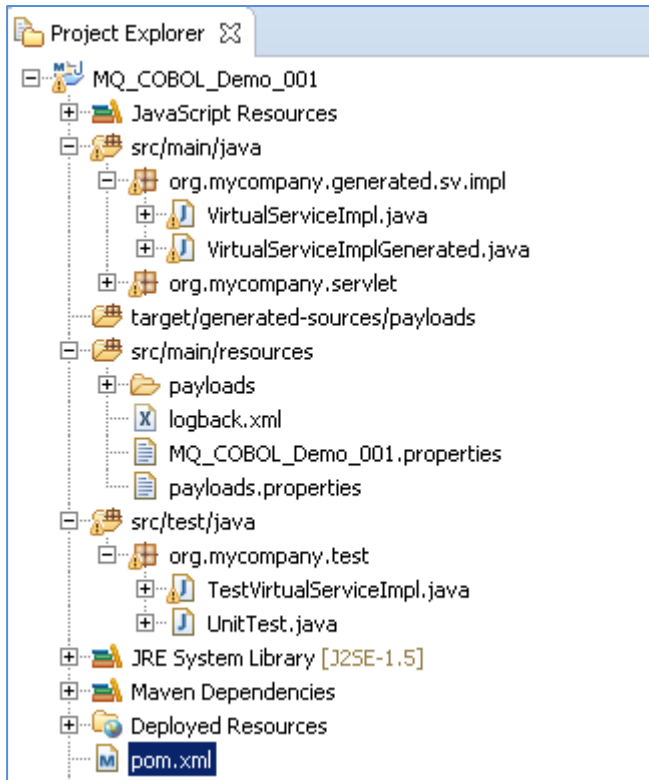 Project Explorer
MQ_COBOL_Demo_001
JavaScript Resources
src/main/java
org.mycompany.generated.sv.impl
VirtualServiceImpl.java
VirtualServiceImplGenerated.java
org.mycompany.servlet
target/generated-sources/payloads
src/main/resources
payloads
logback.xml
MQ_COBOL_Demo_001.properties
payloads.properties
src/test/java
org.mycompany.test
TestVirtualServiceImpl.java
UnitTest.java
JRE System Library [J2SE-1.5]
Maven Dependencies
Deployed Resources
pom.xml